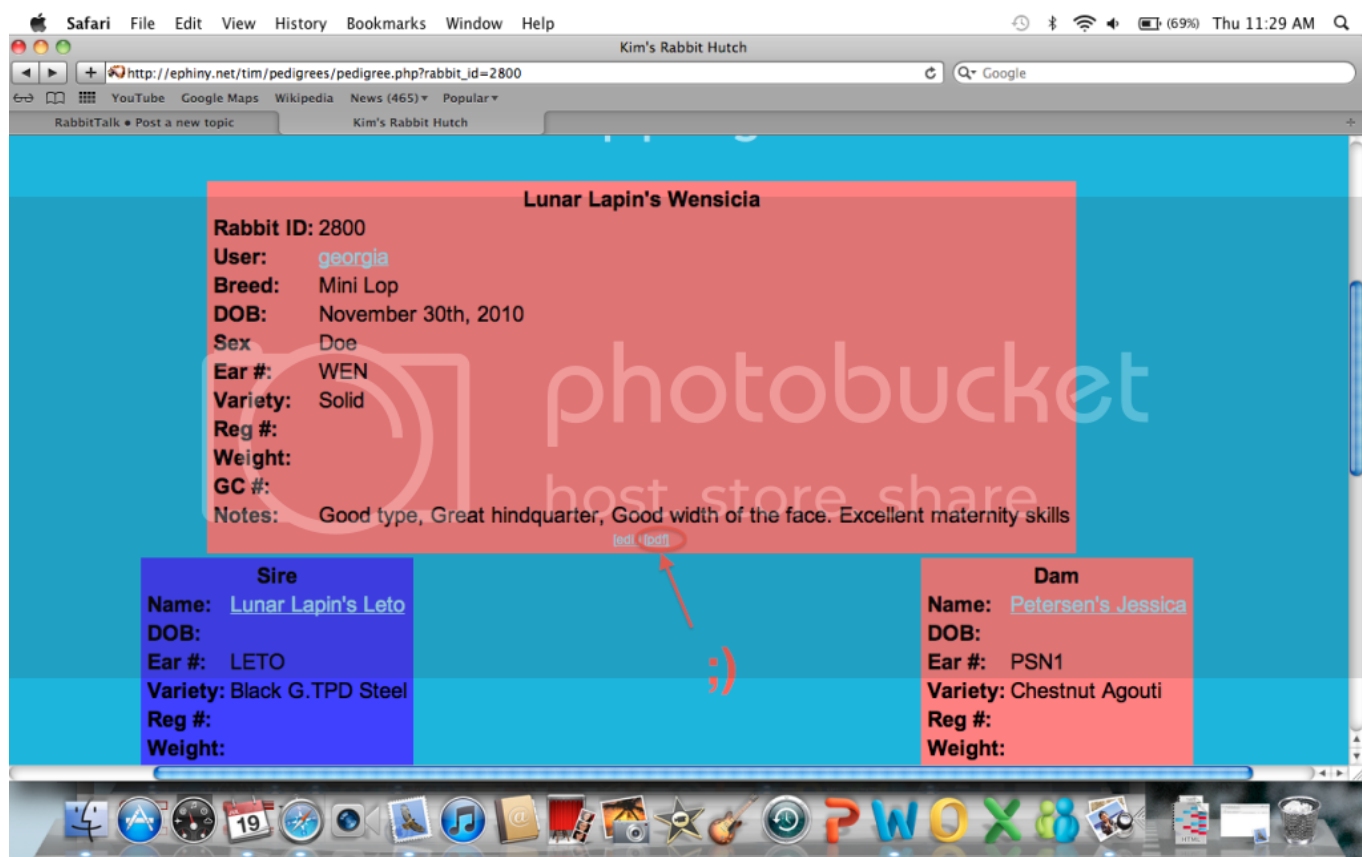 Safari File Edit View History Bookmarks Window Help (69%) Thu 11:29 AM
Kim's Rabbit Hutch
http://ephiny.net/tim/pedigrees/pedigree.php?rabbit_id=2800 Google
YouTube Google Maps Wikipedia News (465) Popular
RabbitTalk • Post a new topic Kim's Rabbit Hutch
Lunar Lapin's Wensicia
Rabbit ID: 2800
User: georgia
Breed: Mini Lop
DOB: November 30th, 2010
Sex Doe
Ear #: WEN
Variety: Solid
Reg #:
Weight:
GC #:
Notes: Good type, Great hindquarter, Good width of the face. Excellent maternity skills
[edit] [pdf]
photobucket
host. store. share.
Sire
Name: Lunar Lapin's Leto
DOB:
Ear #: LETO
Variety: Black G.TPD Steel
Reg #:
Weight:
Dam
Name: Petersen's Jessica
DOB:
Ear #: PSN1
Variety: Chestnut Agouti
Reg #:
Weight:
;)
19